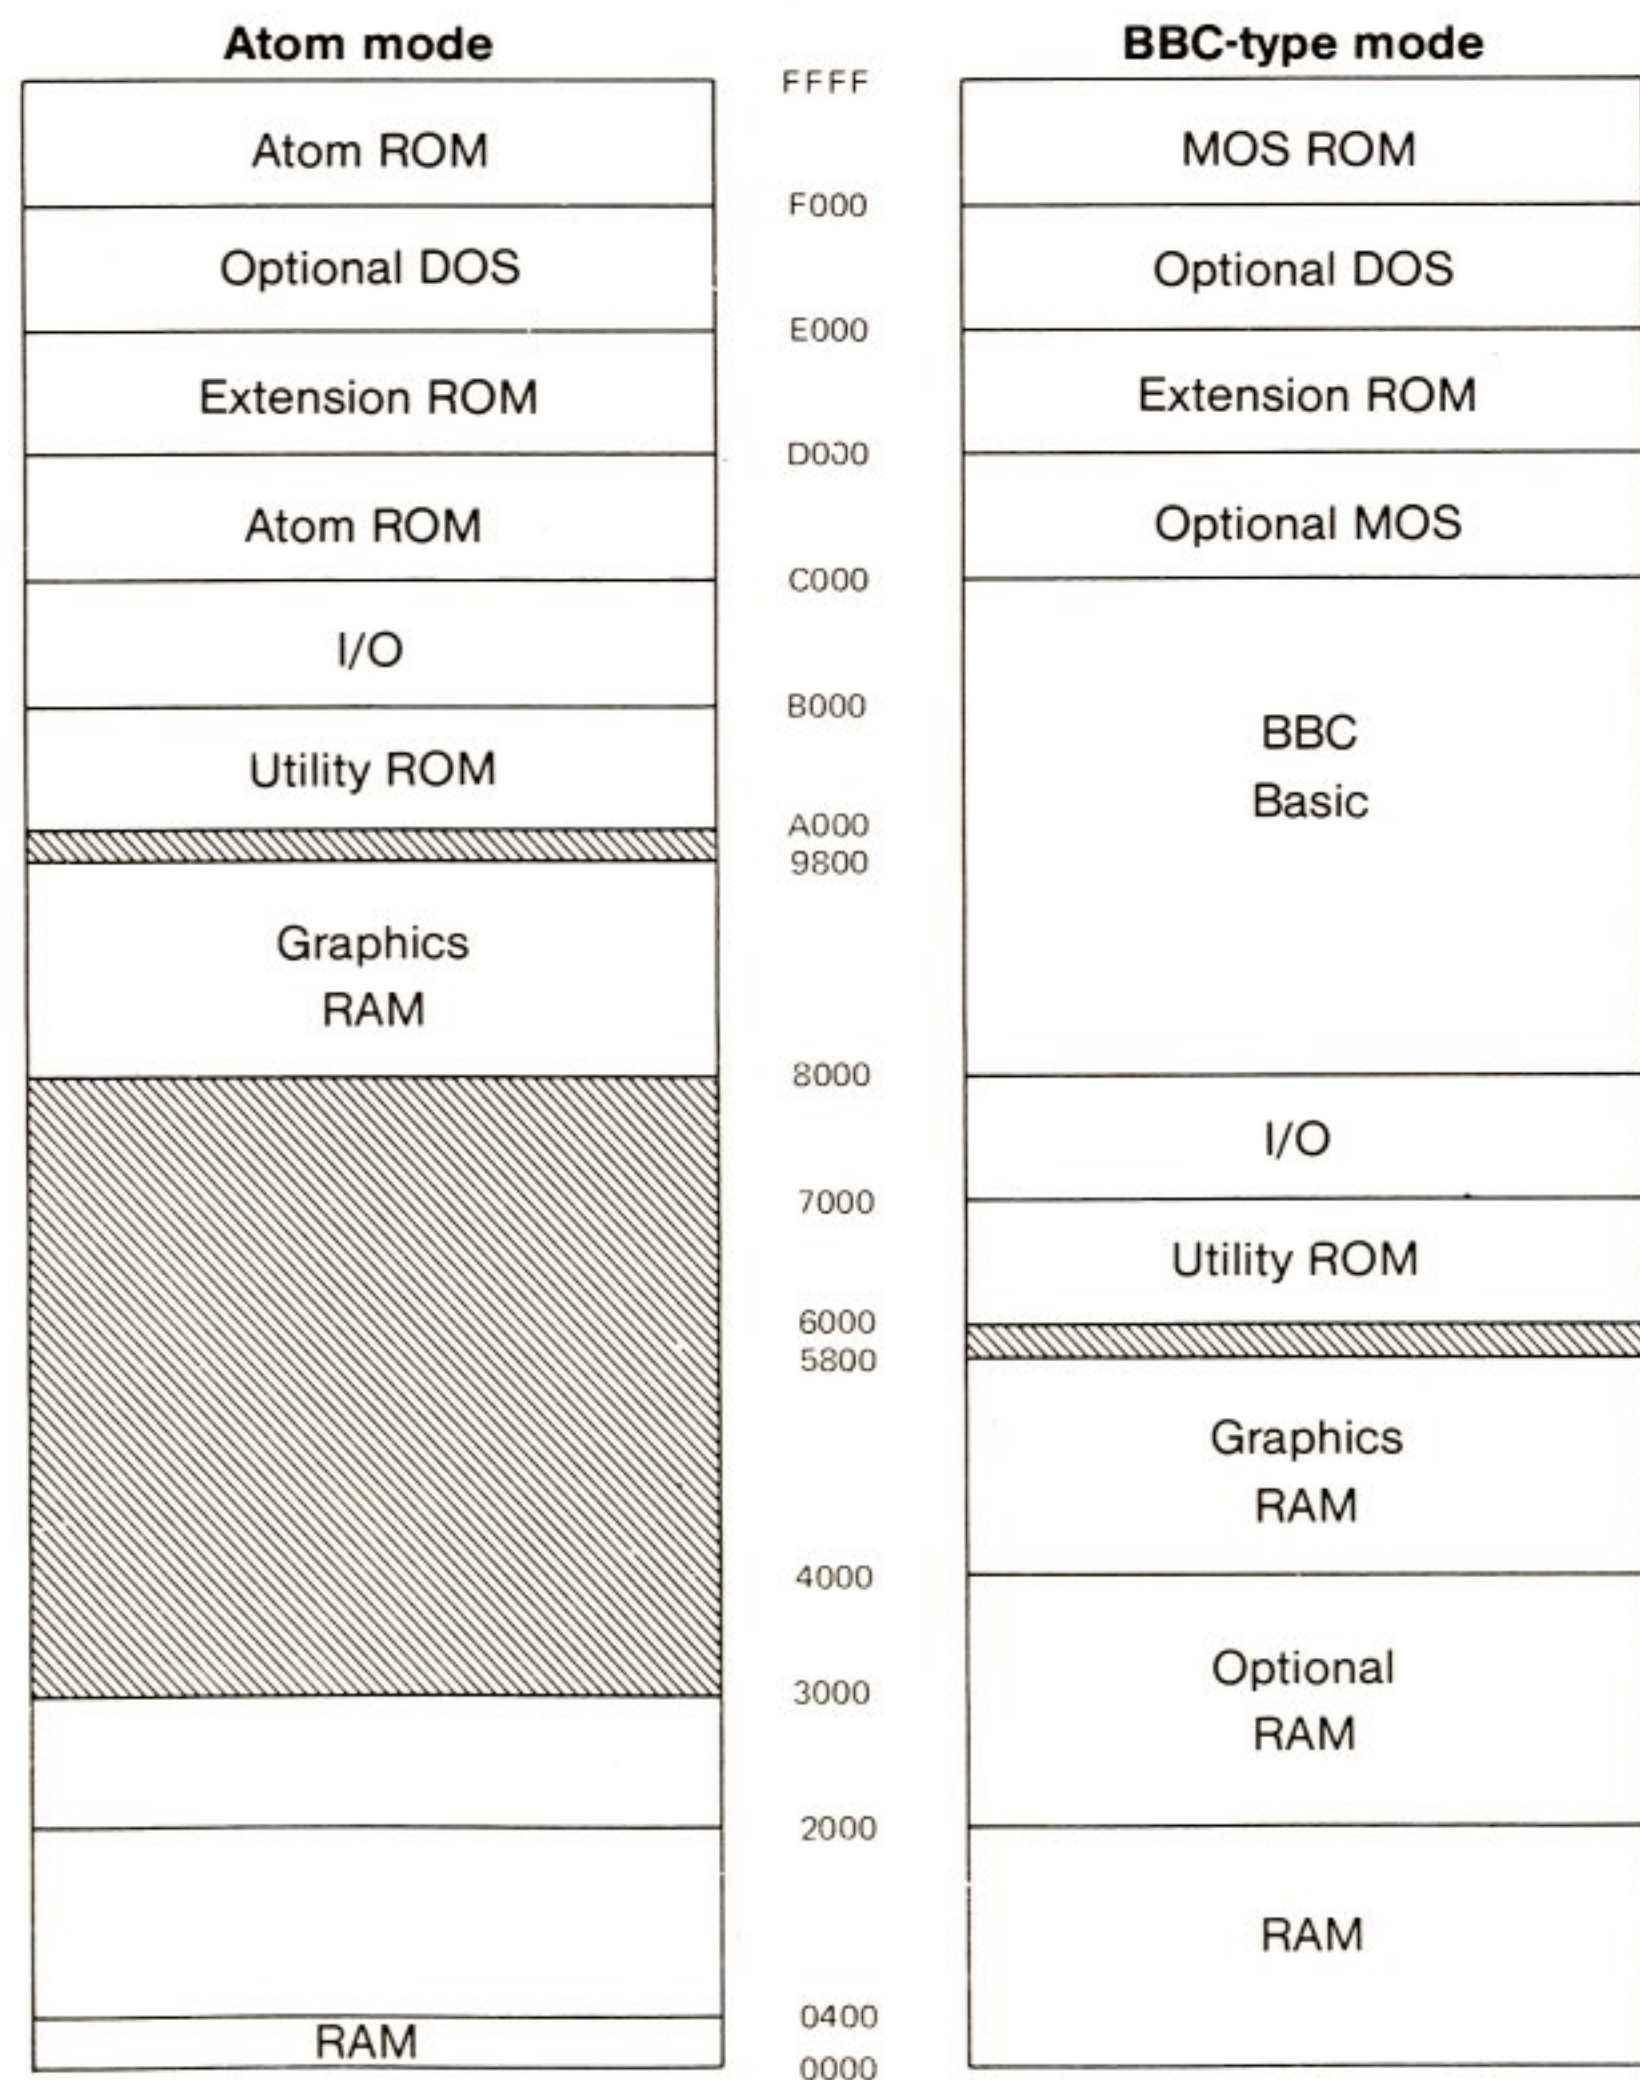 Atom mode
BBC-type mode
FFFF
Atom ROM
MOS ROM
F000
Optional DOS
Optional DOS
E000
Extension ROM
Extension ROM
D000
Atom ROM
Optional MOS
C000
I/O
B000
BBC
Utility ROM
Basic
A000
9800
Graphics
RAM
8000
I/O
7000
Utility ROM
6000
5800
Graphics
RAM
4000
Optional
3000
RAM
2000
RAM
0400
RAM
0000